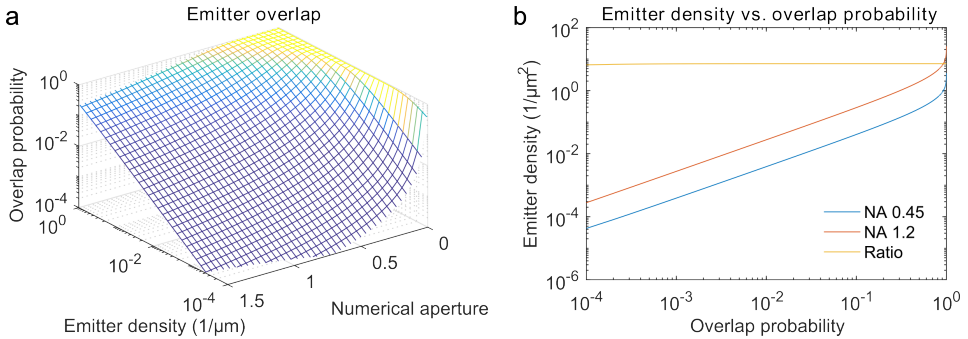 a
Emitter overlap
Overlap probability
10^0
10^-2
10^-4
10^0
10^-2
10^-4
Emitter density (1/µm)
1.5
1
0.5
0
Numerical aperture
b
Emitter density vs. overlap probability
Emitter density (1/µm^2)
10^2
10^0
10^-2
10^-4
10^-6
NA 0.45
NA 1.2
Ratio
10^-4
10^-3
10^-2
10^-1
10^0
Overlap probability